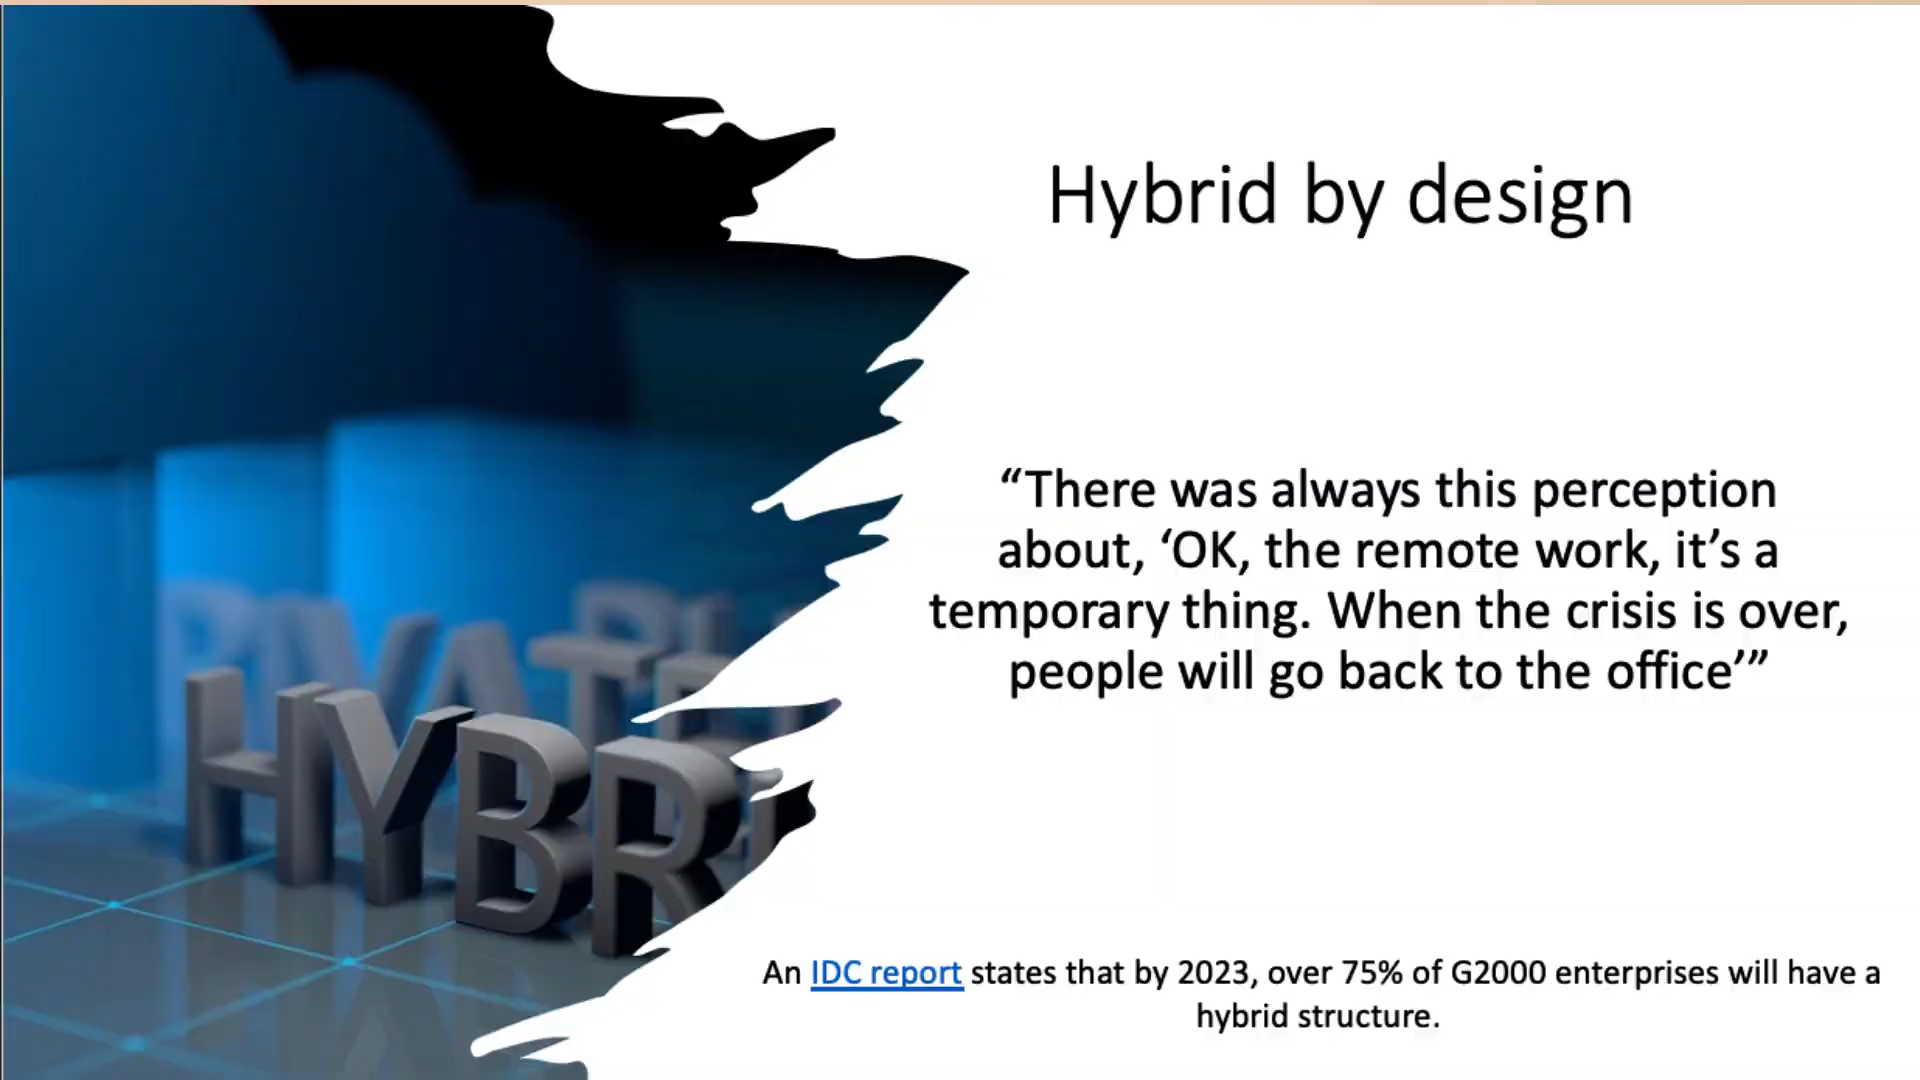 Hybrid by design
“There was always this perception
about, ‘OK, the remote work, it’s a
temporary thing. When the crisis is over,
people will go back to the office’”
HYBRI
An IDC report states that by 2023, over 75% of G2000 enterprises will have a
hybrid structure.